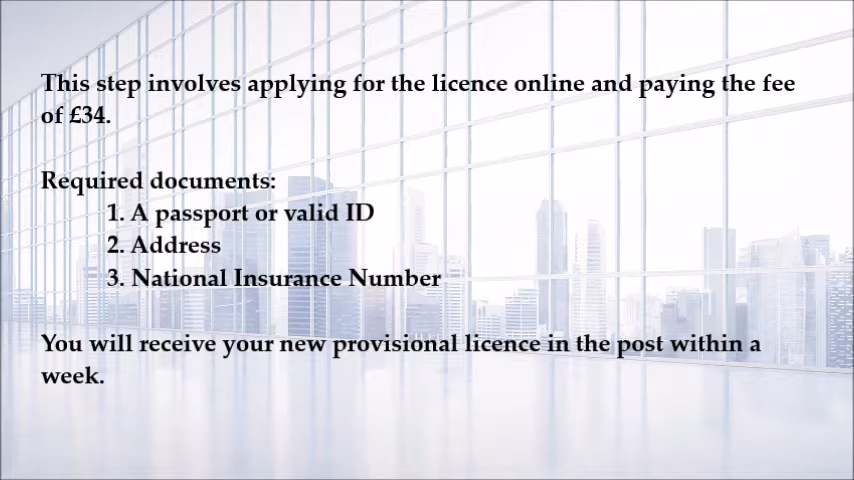 This step involves applying for the licence online and paying the fee
of £34.
Required documents:
1. A passport or valid ID
2. Address
3. National Insurance Number
You will receive your new provisional licence in the post within a
week.